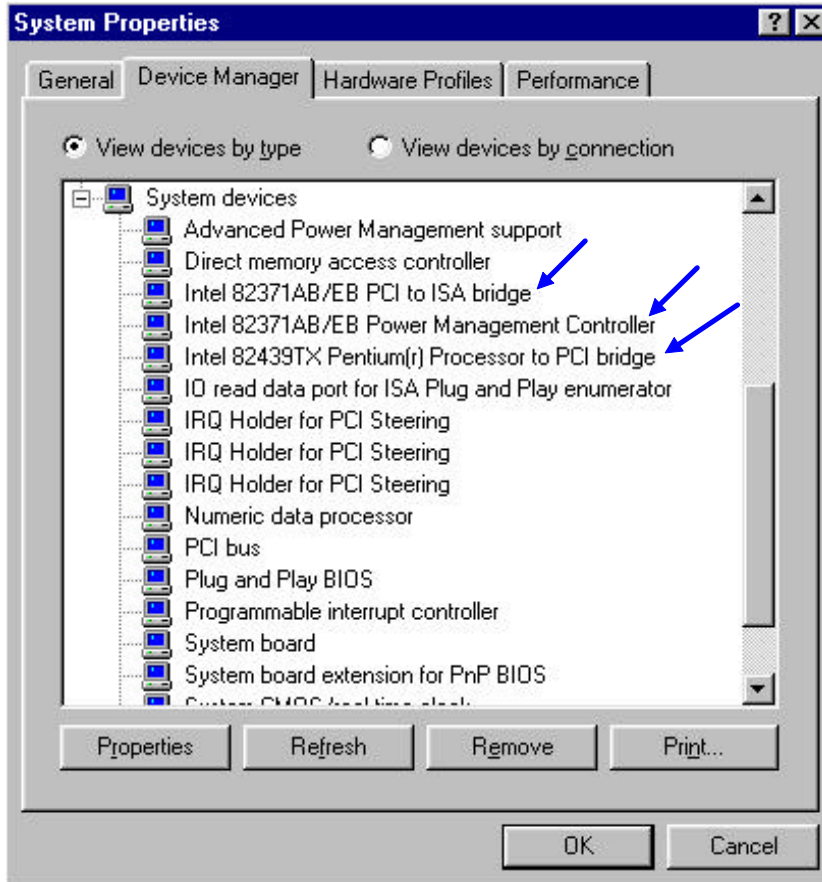 System Properties
General Device Manager Hardware Profiles Performance
View devices by type View devices by connection
System devices
Advanced Power Management support
Direct memory access controller
Intel 82371AB/EB PCI to ISA bridge
Intel 82371AB/EB Power Management Controller
Intel 82439TX Pentium(r) Processor to PCI bridge
IO read data port for ISA Plug and Play enumerator
IRQ Holder for PCI Steering
IRQ Holder for PCI Steering
IRQ Holder for PCI Steering
Numeric data processor
PCI bus
Plug and Play BIOS
Programmable interrupt controller
System board
System board extension for PnP BIOS
System CMOS/real time clock
Properties Refresh Remove Print...
OK Cancel